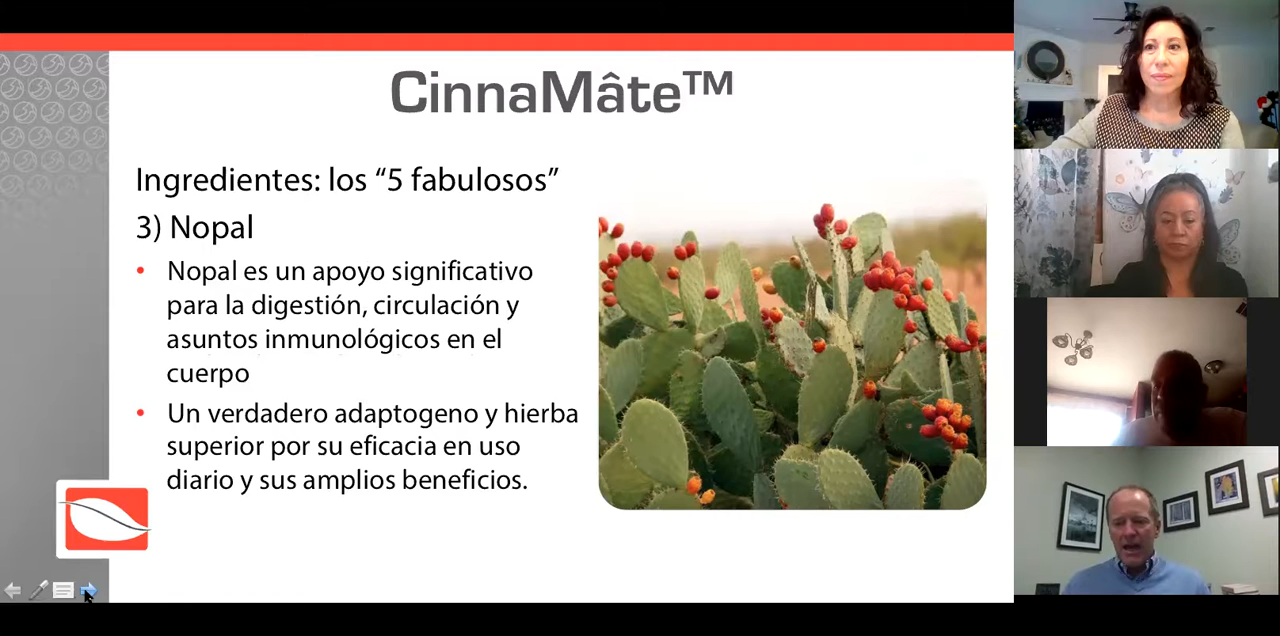 CinnaMâte™
Ingredientes: los “5 fabulosos”
3) Nopal
• Nopal es un apoyo significativo
para la digestión, circulación y
asuntos inmunológicos en el
cuerpo
• Un verdadero adaptogeno y hierba
superior por su eficacia en uso
diario y sus amplios beneficios.